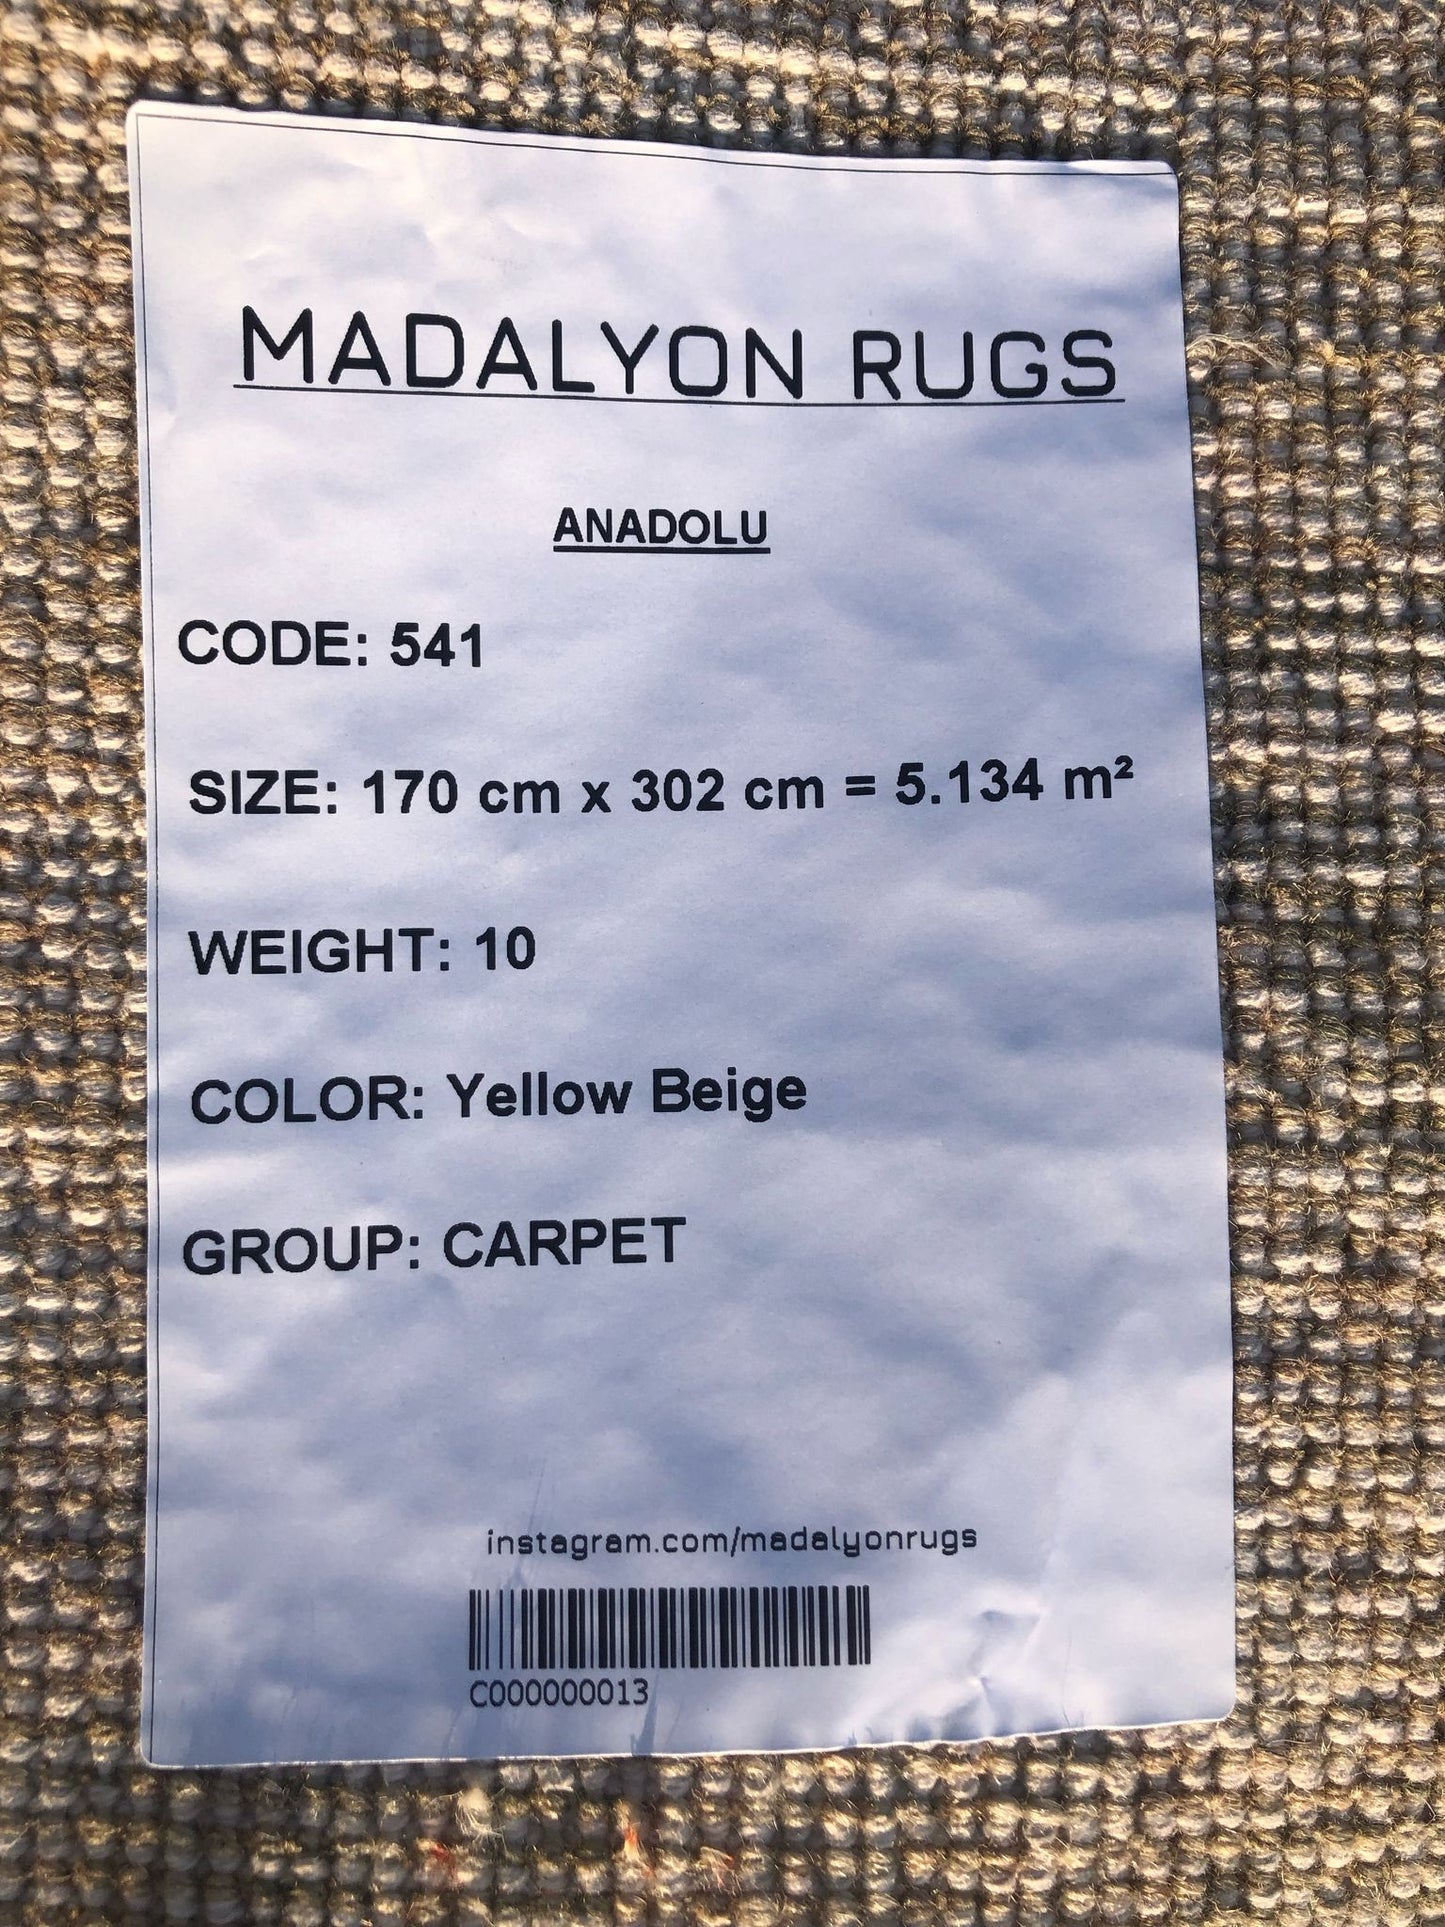 MADALYON RUGS
ANADOLU
CODE: 541
SIZE: 170 cm x 302 cm = 5.134 m²
WEIGHT: 10
COLOR: Yellow Beige
GROUP: CARPET
instagram.com/madalyonrugs
C000000013